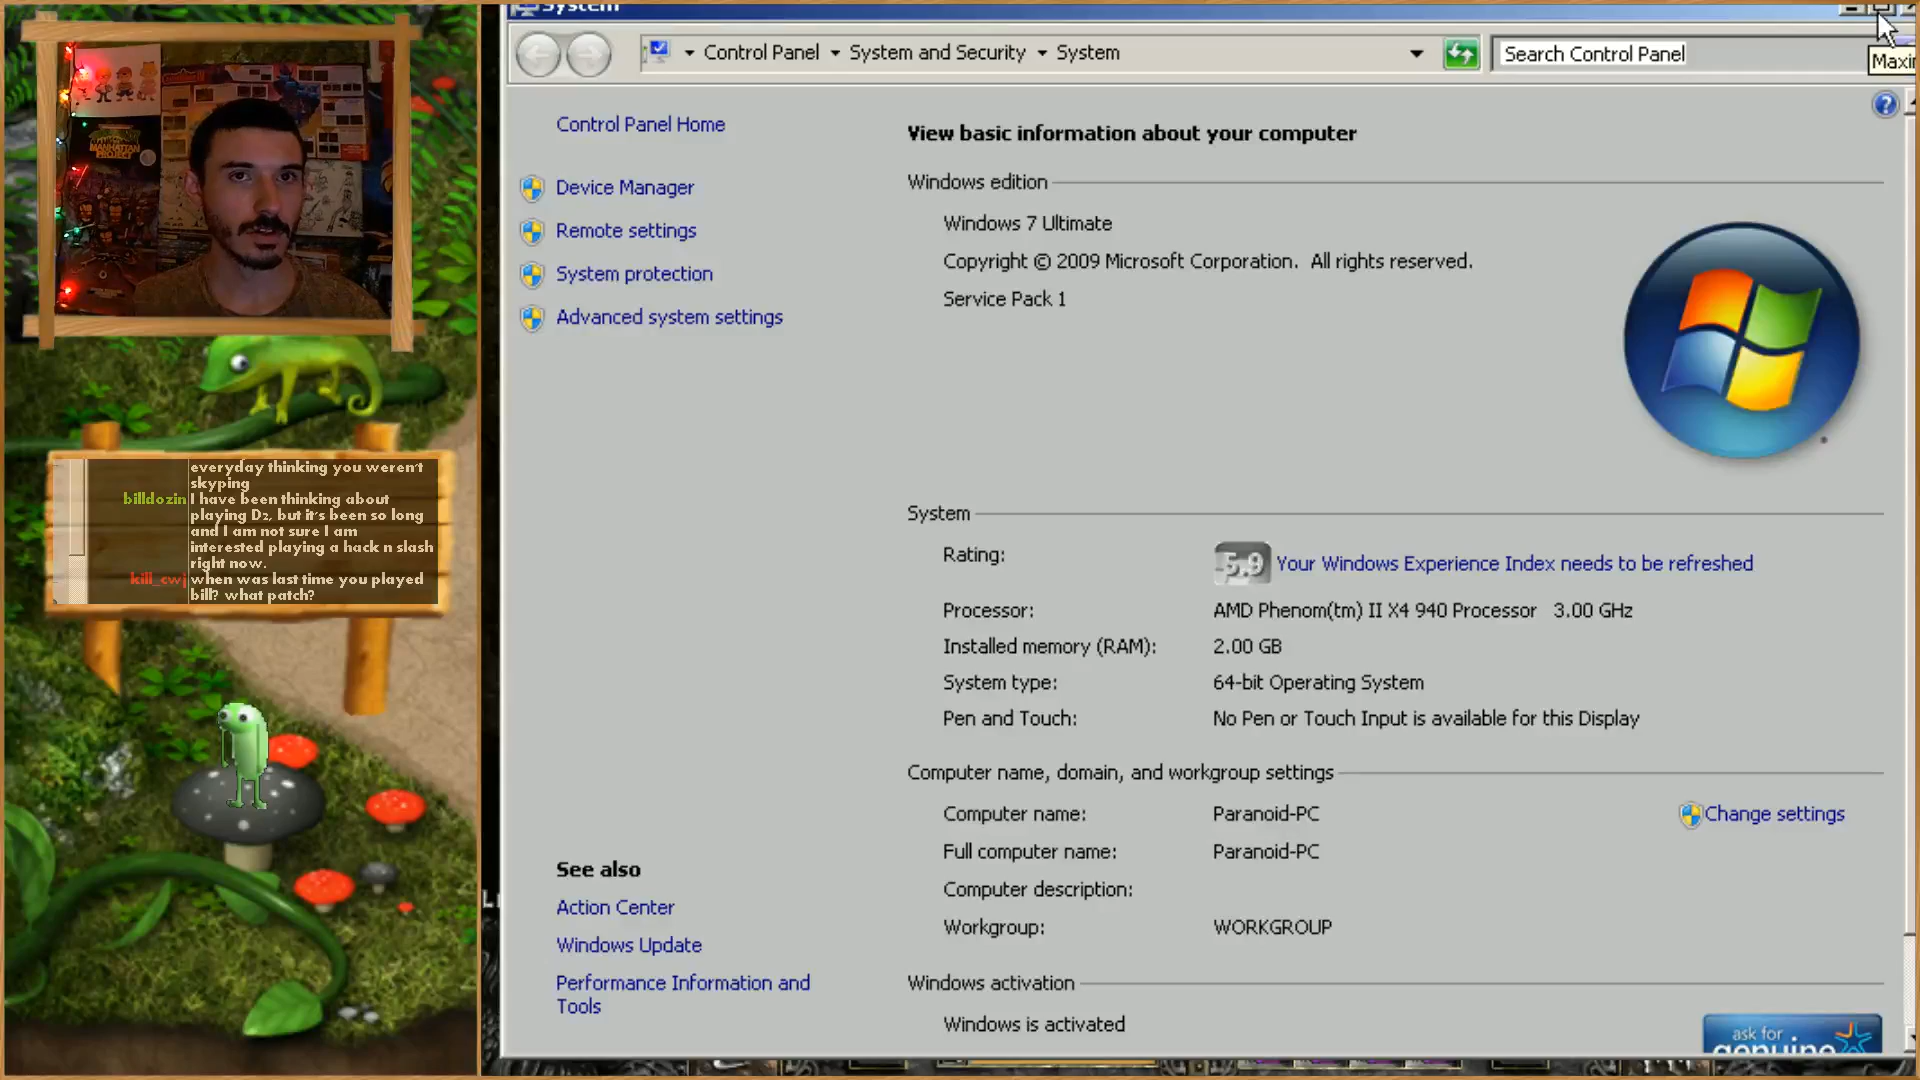 System
Control Panel
System and Security
System
Search Control Panel
Maxi
Control Panel Home
Device Manager
Remote settings
System protection
Advanced system settings
View basic information about your computer
Windows edition
Windows 7 Ultimate
Copyright © 2009 Microsoft Corporation. All rights reserved.
Service Pack 1
System
Rating:
5.9 Your Windows Experience Index needs to be refreshed
Processor: AMD Phenom(tm) II X4 940 Processor 3.00 GHz
Installed memory (RAM): 2.00 GB
System type: 64-bit Operating System
Pen and Touch: No Pen or Touch Input is available for this Display
Computer name, domain, and workgroup settings
Computer name: Paranoid-PC
Change settings
Full computer name: Paranoid-PC
Computer description:
Workgroup: WORKGROUP
Windows activation
Windows is activated
ask for
genuine
See also
Action Center
Windows Update
Performance Information and
Tools
MANHATTAN
PROJECT
everyday thinking you weren't
skyping
billdozin I have been thinking about
playing D2, but it's been so long
and I am not sure I am
interested playing a hack n slash
right now.
kill_cwj when was last time you played
bill? what patch?